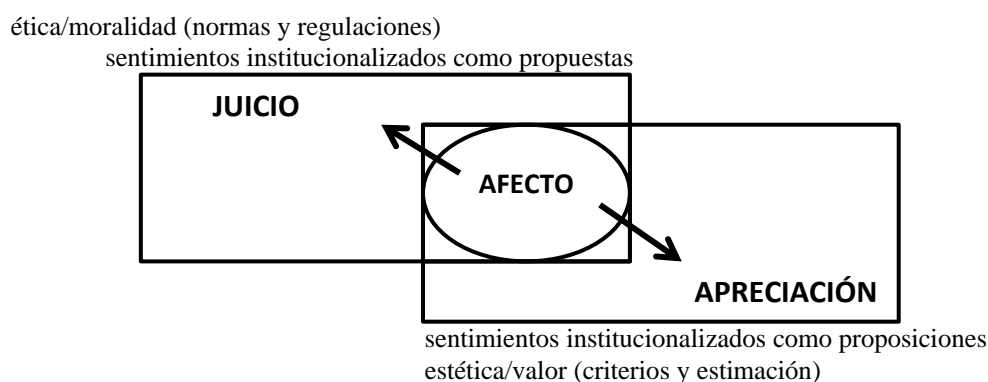 ética/moralidad (normas y regulaciones)
sentimientos institucionalizados como propuestas
JUICIO
AFECTO
APRECIACIÓN
sentimientos institucionalizados como proposiciones
estética/valor (criterios y estimación)